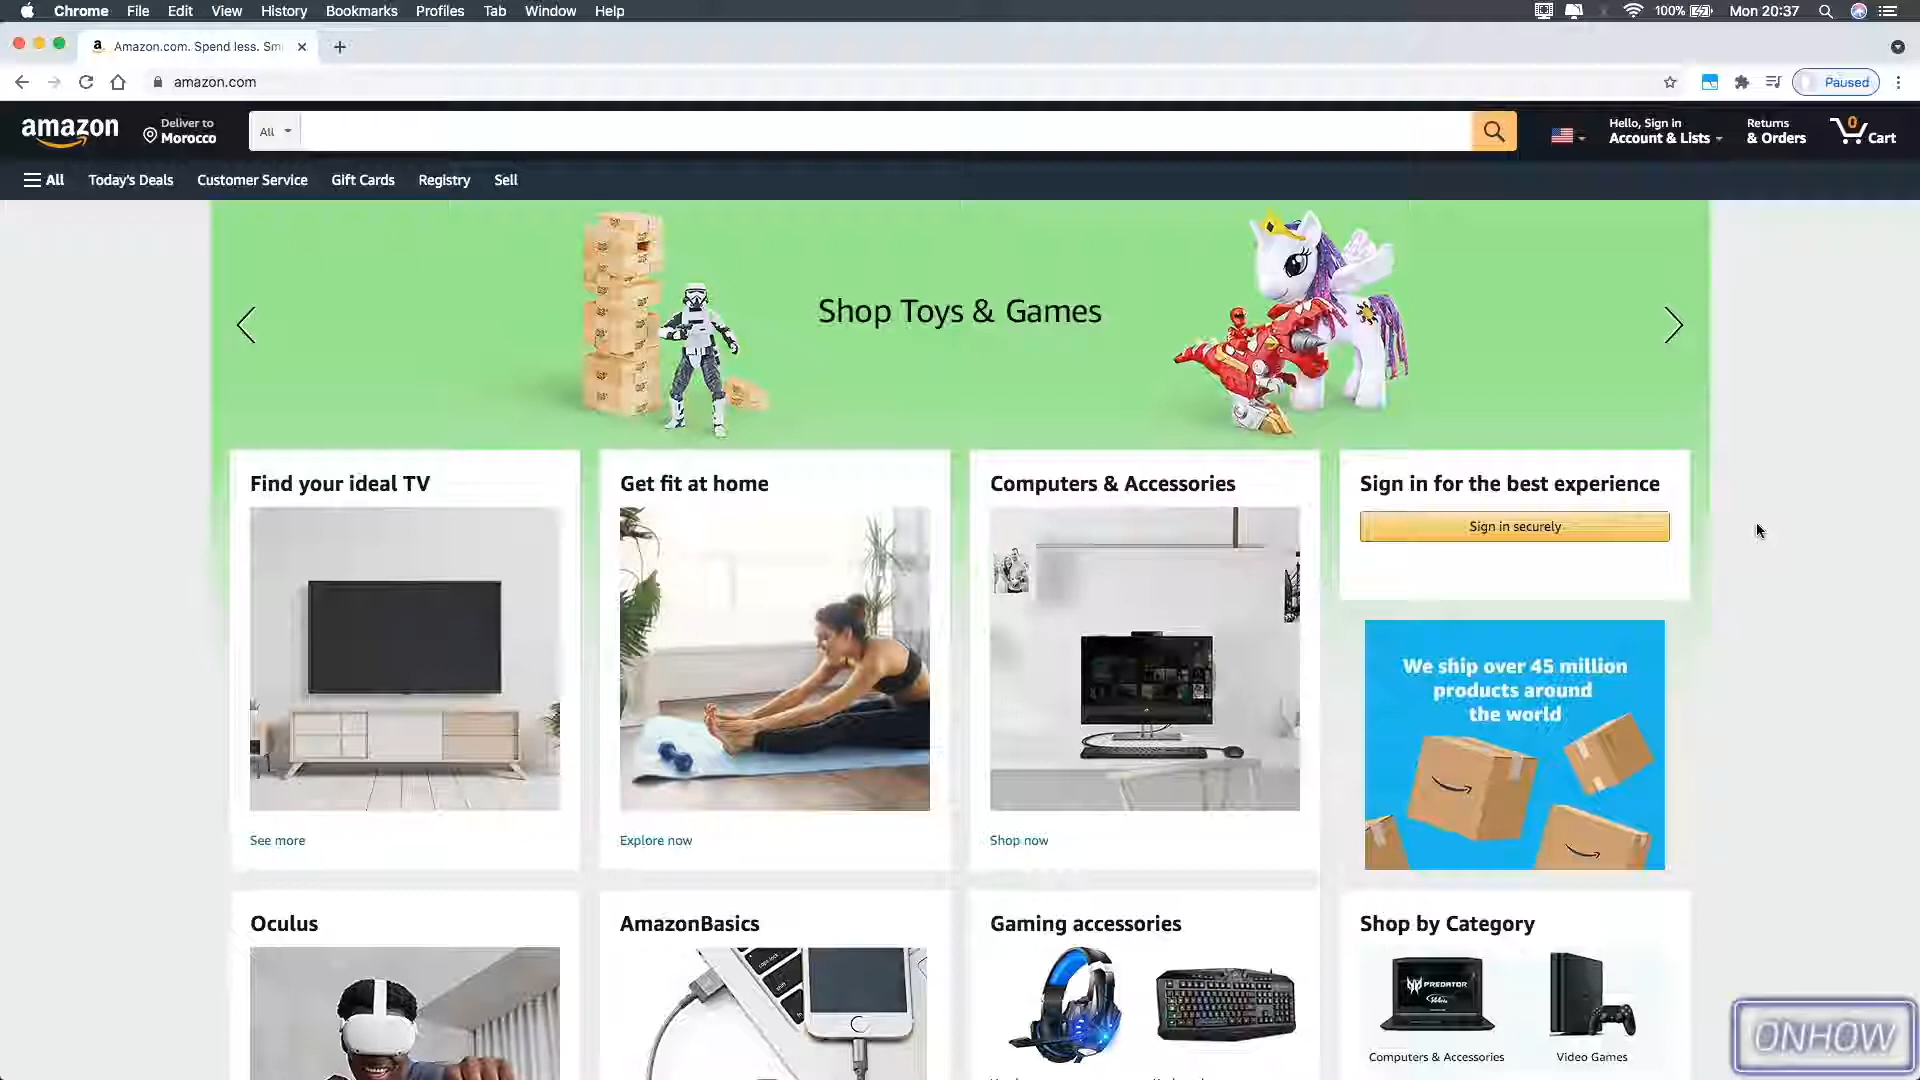 Chrome File Edit View History Bookmarks Profiles Tab Window Help
100% Mon 20:37
Amazon.com. Spend less. Sm
amazon.com
Paused
amazon
Deliver to
Morocco
All
Hello, Sign in
Account & Lists
Returns
& Orders
0
Cart
All Today's Deals Customer Service Gift Cards Registry Sell
Shop Toys & Games
Find your ideal TV
See more
Get fit at home
Explore now
Computers & Accessories
Shop now
Sign in for the best experience
Sign in securely
We ship over 45 million
products around
the world
Oculus
AmazonBasics
caps lock
Gaming accessories
Shop by Category
PREDATOR
Computers & Accessories
Video Games
ONHOW